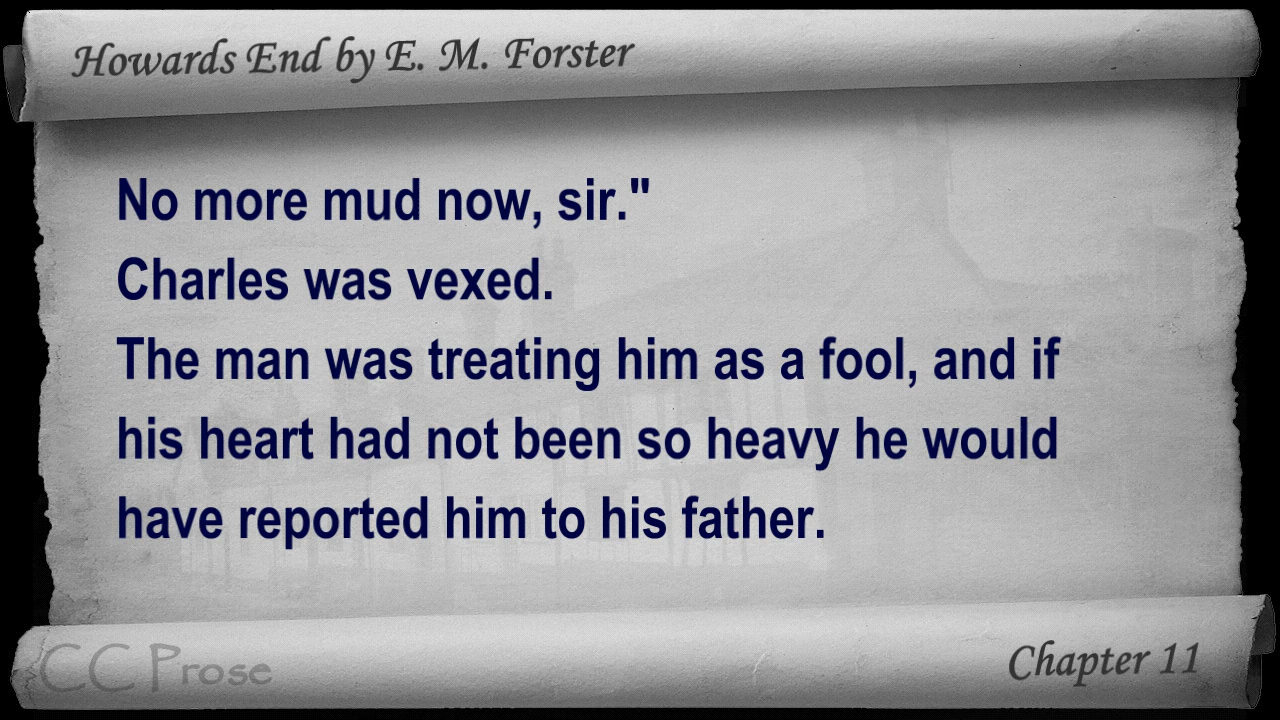 Howards End by E. M. Forster
No more mud now, sir."
Charles was vexed.
The man was treating him as a fool, and if
his heart had not been so heavy he would
have reported him to his father.
CC Prose
Chapter 11